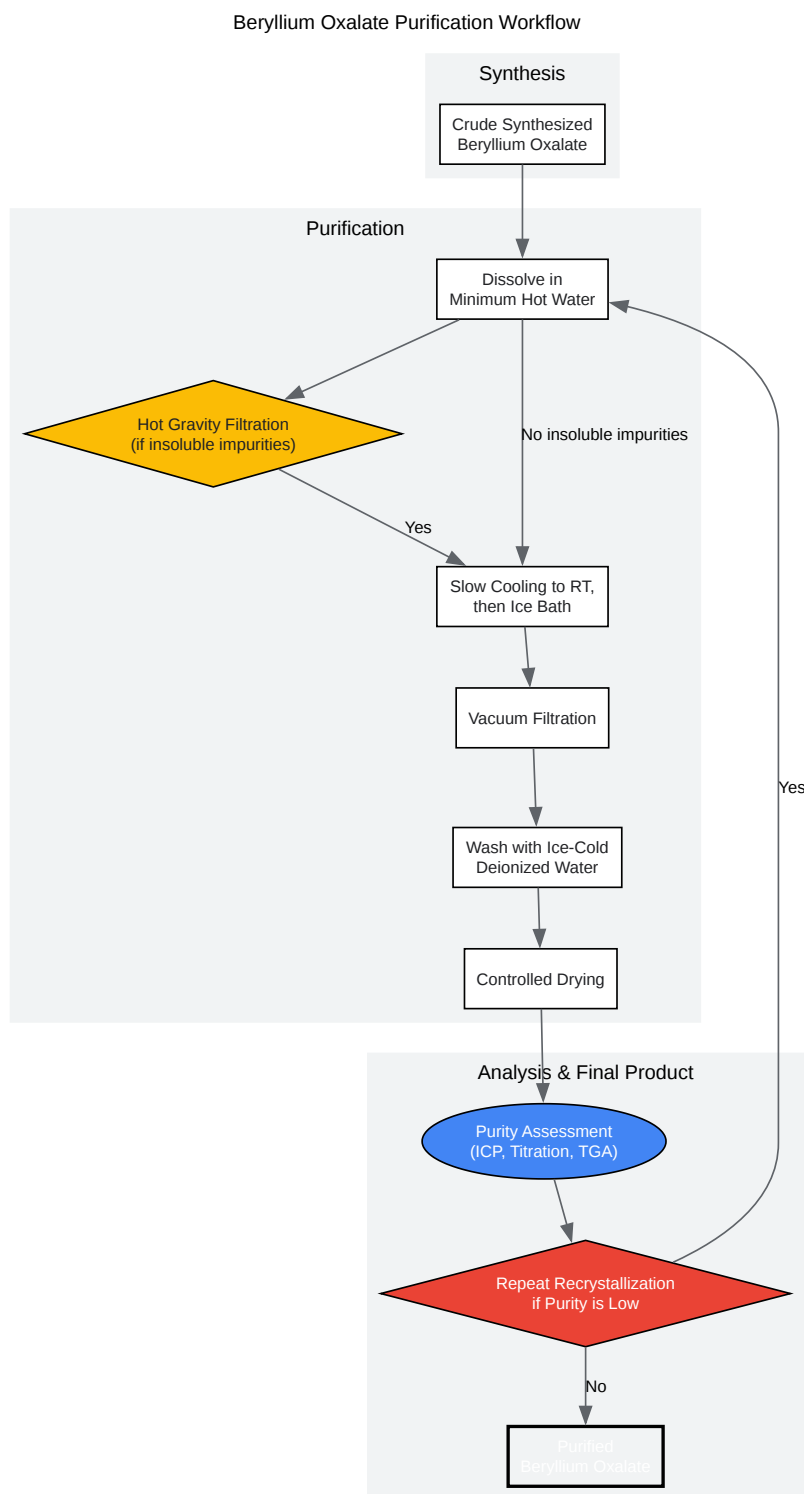 Beryllium Oxalate Purification Workflow
Synthesis
Crude Synthesized
Beryllium Oxalate
Purification
Dissolve in
Minimum Hot Water
Hot Gravity Filtration
(if insoluble impurities)
No insoluble impurities
Yes
Slow Cooling to RT,
then Ice Bath
Vacuum Filtration
Yes
Wash with Ice-Cold
Deionized Water
Controlled Drying
Analysis & Final Product
Purity Assessment
(ICP, Titration, TGA)
Repeat Recrystallization
if Purity is Low
No
Purified
Beryllium Oxalate